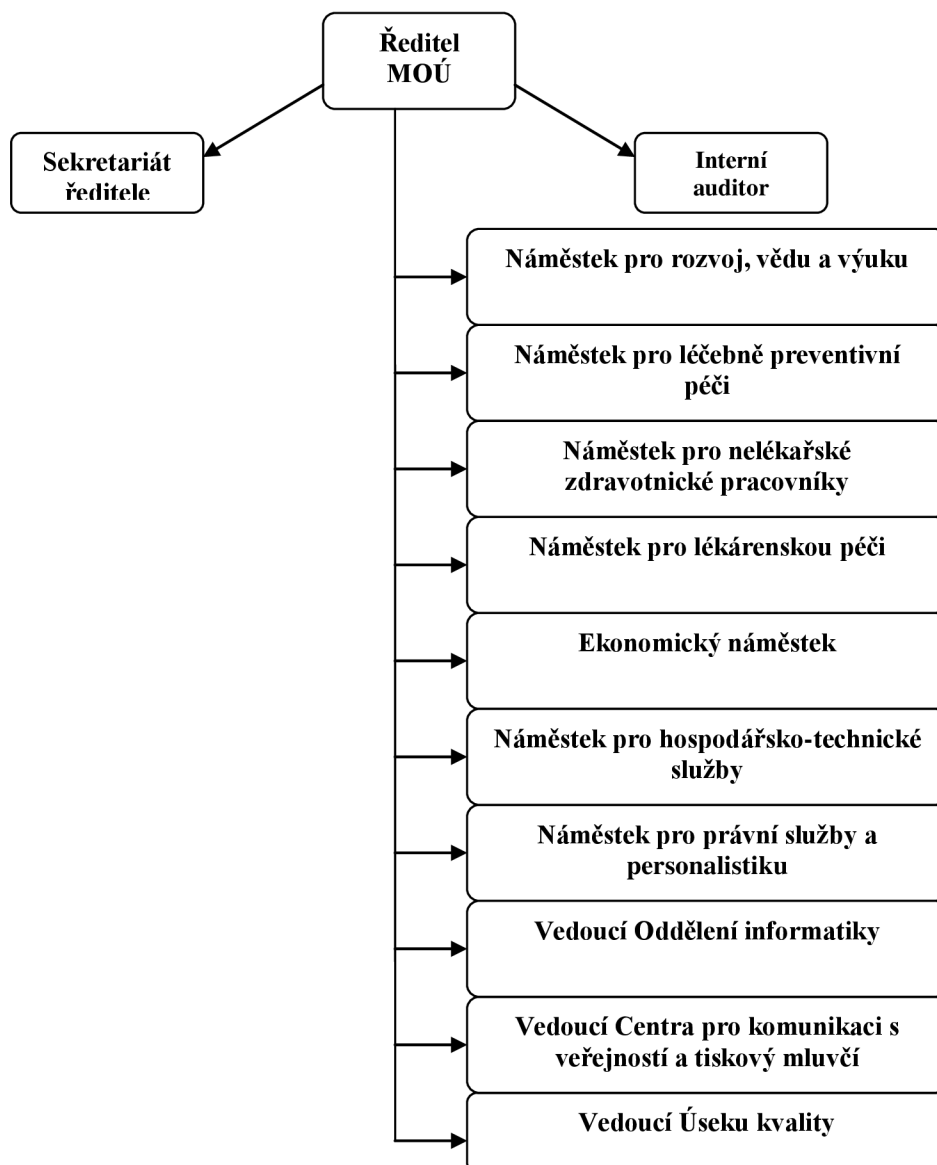 Ředitel
MOÚ
Sekretariát
ředitele
Interní
auditor
Náměstek pro rozvoj, vědu a výuku
Náměstek pro léčebně preventivní
péči
Náměstek pro nelékařské
zdravotnické pracovníky
Náměstek pro lékárenskou péči
Ekonomický náměstek
Náměstek pro hospodářsko-technické
služby
Náměstek pro právní služby a
personalistiku
Vedoucí Oddělení informatiky
Vedoucí Centra pro komunikaci s
veřejností a tiskový mluvčí
Vedoucí Úseku kvality